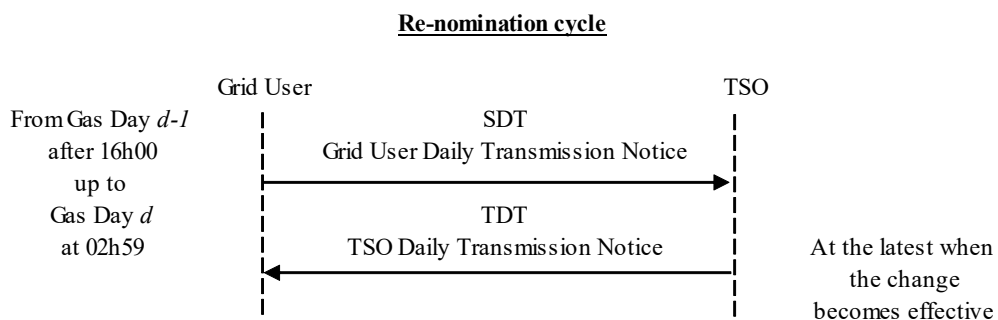 Re-nomination cycle
Grid User
TSO
From Gas Day d-1
after 16h00
up to
Gas Day d
at 02h59
SDT
Grid User Daily Transmission Notice
TDT
TSO Daily Transmission Notice
At the latest when
the change
becomes effective